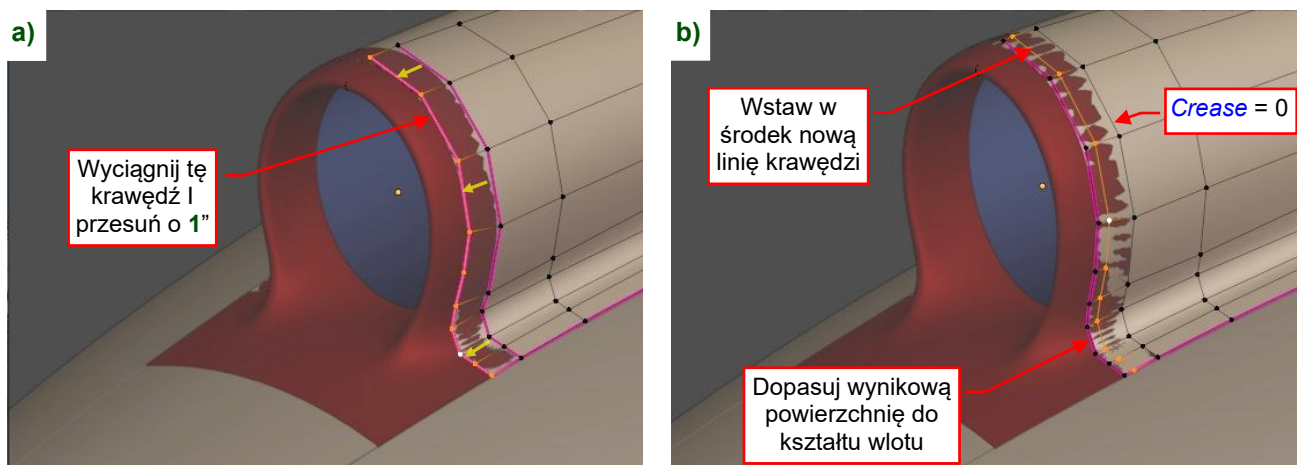 a)
Wyciągnij tę
krawędź I
przesuń o 1”
b)
Wstaw w
środek nową
linię krawędzi
Crease = 0
Dopasuj wynikową
powierzchnię do
kształtu wlotu